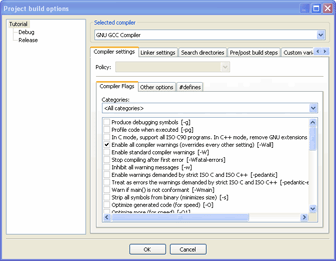 Project build options
Tutorial
Debug
Release
Selected compiler
GNU GCC Compiler
Compiler settings Linker settings Search directories Pre/post build steps Custom varia
Policy:
Compiler Flags Other options #defines
Categories:
<All categories>
Produce debugging symbols [-g]
Profile code when executed [-pg]
In C mode, support all ISO C90 programs. In C++ mode, remove GNU extensions
Enable all compiler warnings (overrides every other setting) [-Wall]
Enable standard compiler warnings [-W]
Stop compiling after first error [-Wfatal-errors]
Inhibit all warning messages [-w]
Enable warnings demanded by strict ISO C and ISO C++ [-pedantic]
Treat as errors the warnings demanded by strict ISO C and ISO C++ [-pedantic-e
Warn if main() is not conformant [-Wmain]
Strip all symbols from binary (minimizes size) [-s]
Optimize generated code (for speed) [-O]
Optimize more (for speed) [-O1]
OK Cancel